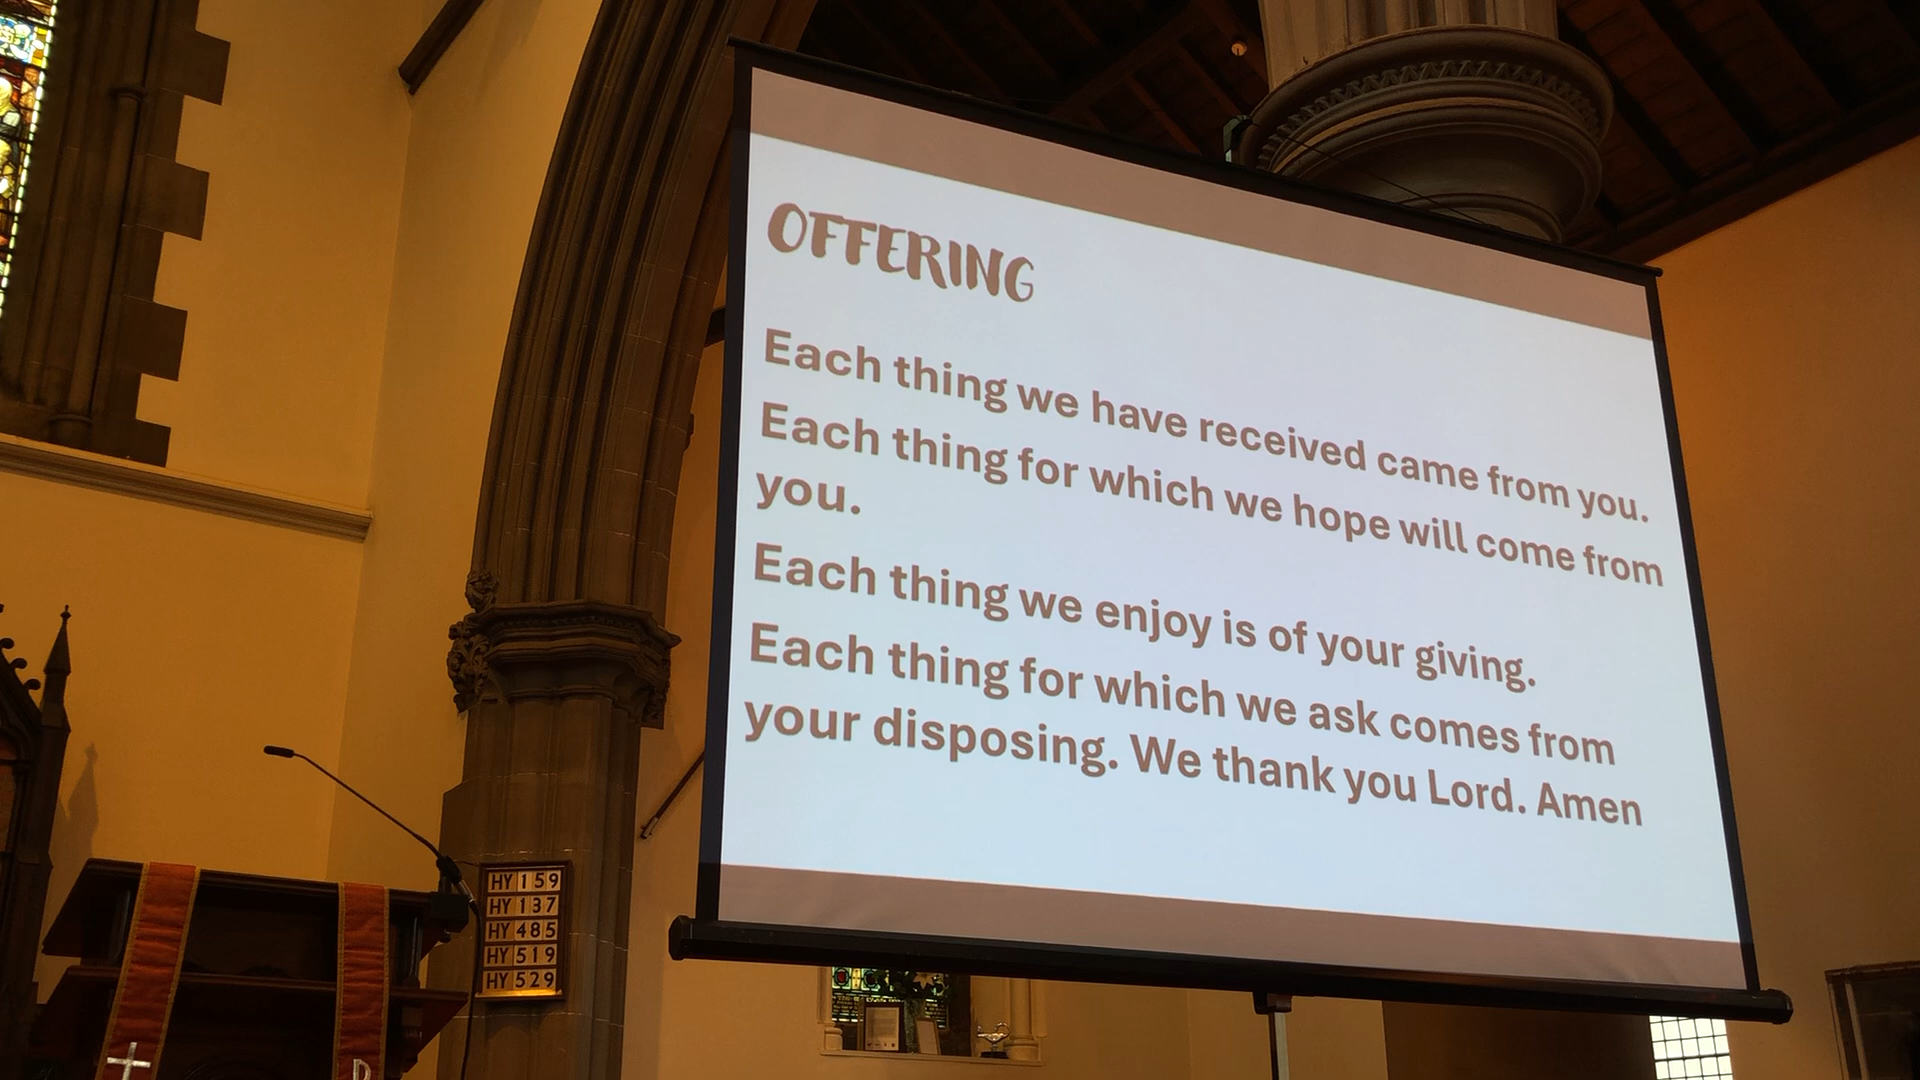 OFFERING
Each thing we have received came from you.
Each thing for which we hope will come from
you.
Each thing we enjoy is of your giving.
Each thing for which we ask comes from
your disposing. We thank you Lord. Amen
HY 159
HY 137
HY 485
HY 519
HY 529